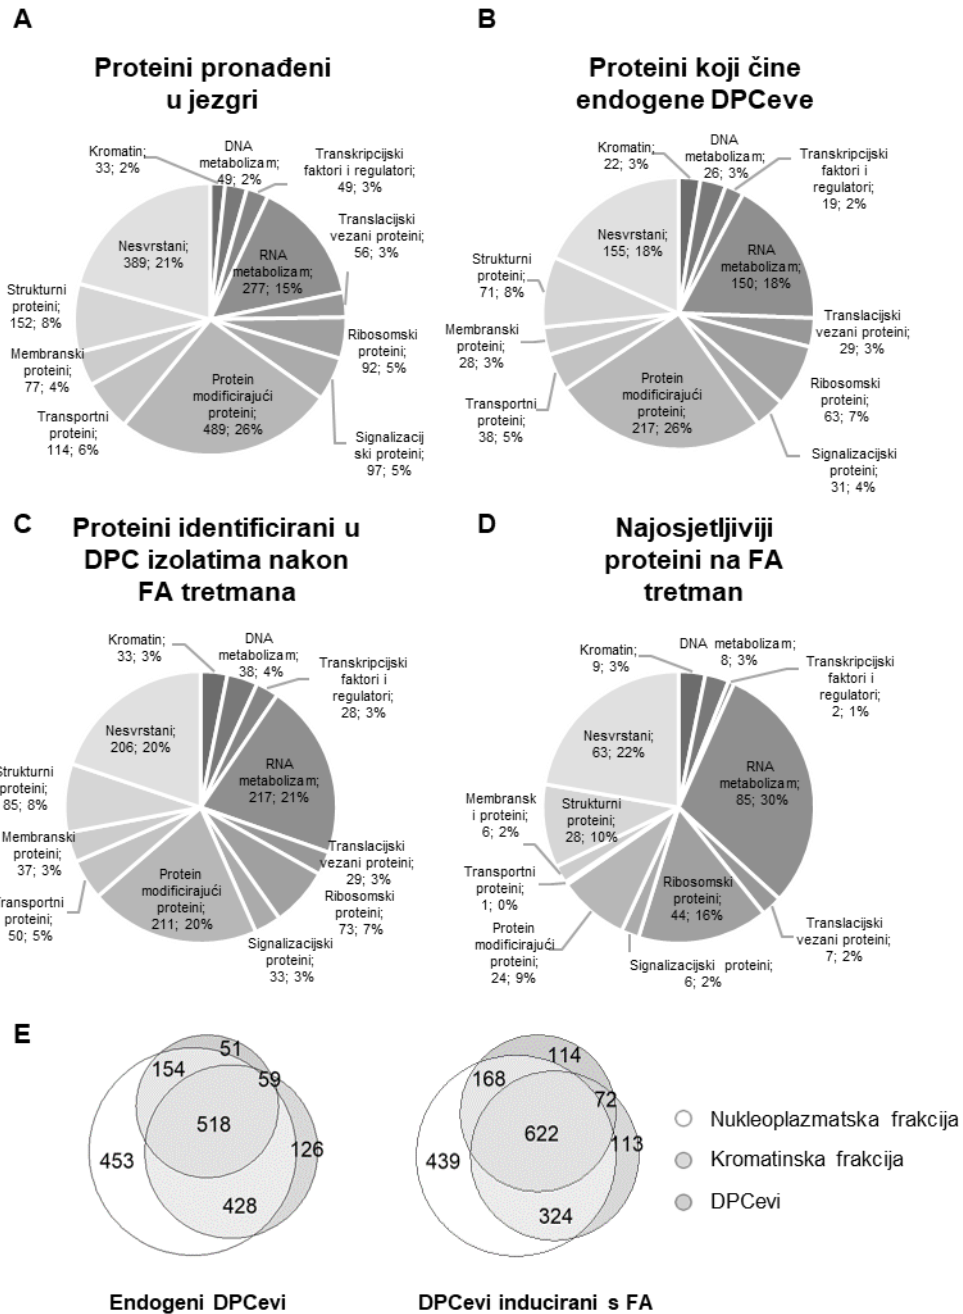 A
Proteini pronađeni
u jezgri
Kromatin;
33; 2%
DNA
metabolizam;
49; 2%
Transkripcijski
faktori i regulatori;
49; 3%
Translacijski
vezani proteini;
56; 3%
RNA
metabolizam;
277; 15%
Ribosomski
proteini;
92; 5%
Signalizacij
ski proteini;
97; 5%
Protein
modificirajući
proteini;
489; 26%
Transportni
proteini;
114; 6%
Membranski
proteini;
77; 4%
Strukturni
proteini;
152; 8%
Nesvrstani;
389; 21%
B
Proteini koji čine
endogene DPCeve
Kromatin;
22; 3%
DNA
metabolizam;
26; 3%
Transkripcijski
faktori i
regulatori;
19; 2%
RNA
metabolizam;
150; 18%
Translacijski
vezani proteini;
29; 3%
Ribosomski
proteini;
63; 7%
Signalizacijski
proteini;
31; 4%
Protein
modificirajući
proteini;
217; 26%
Transportni
proteini;
38; 5%
Membranski
proteini;
28; 3%
Strukturni
proteini;
71; 8%
Nesvrstani;
155; 18%
C
Proteini identificirani u
DPC izolatima nakon
FA tretmana
Kromatin;
33; 3%
DNA
metabolizam;
38; 4%
Transkripcijski
faktori i
regulatori;
28; 3%
RNA
metabolizam;
217; 21%
Translacijski
vezani proteini;
29; 3%
Ribosomski
proteini;
73; 7%
Signalizacijski
proteini;
33; 3%
Protein
modificirajući
proteini;
211; 20%
Transportni
proteini;
50; 5%
Membranski
proteini;
37; 3%
Strukturni
proteini;
85; 8%
Nesvrstani;
206; 20%
D
Najosjetljiviji
proteini na FA
tretman
Kromatin;
9; 3%
DNA metabolizam;
8; 3%
Transkripcijski
faktori i
regulatori;
2; 1%
RNA
metabolizam;
85; 30%
Translacijski
vezani proteini;
7; 2%
Ribosomski
proteini;
44; 16%
Signalizacijski proteini;
6; 2%
Protein
modificirajući
proteini;
24; 9%
Transportni
proteini;
1; 0%
Membransk
i proteini;
6; 2%
Strukturni
proteini;
28; 10%
Nesvrstani;
63; 22%
E
51
154
59
518
453
126
428
Endogeni DPCevi
114
168
72
622
439
113
324
DPCevi inducirani s FA
Nukleoplazmatska frakcija
Kromatinska frakcija
DPCevi